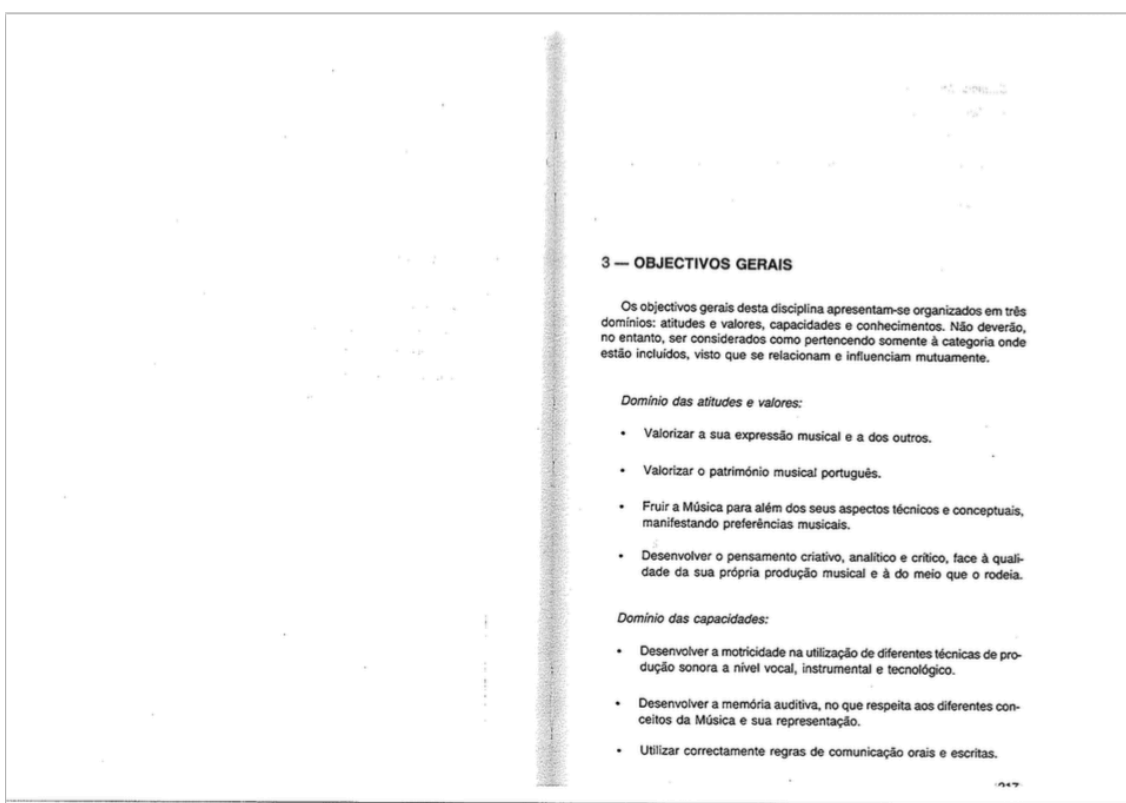 3 — OBJECTIVOS GERAIS
Os objectivos gerais desta disciplina apresentam-se organizados em três
domínios: atitudes e valores, capacidades e conhecimentos. Não deverão,
no entanto, ser considerados como pertencendo somente à categoria onde
estão incluídos, visto que se relacionam e influenciam mutuamente.
Domínio das atitudes e valores:
• Valorizar a sua expressão musical e a dos outros.
• Valorizar o património musical português.
• Fruir a Música para além dos seus aspectos técnicos e conceptuais,
manifestando preferências musicais.
• Desenvolver o pensamento criativo, analítico e crítico, face à quali-
dade da sua própria produção musical e à do meio que o rodeia.
Domínio das capacidades:
• Desenvolver a motricidade na utilização de diferentes técnicas de pro-
dução sonora a nível vocal, instrumental e tecnológico.
• Desenvolver a memória auditiva, no que respeita aos diferentes con-
ceitos da Música e sua representação.
• Utilizar correctamente regras de comunicação orais e escritas.